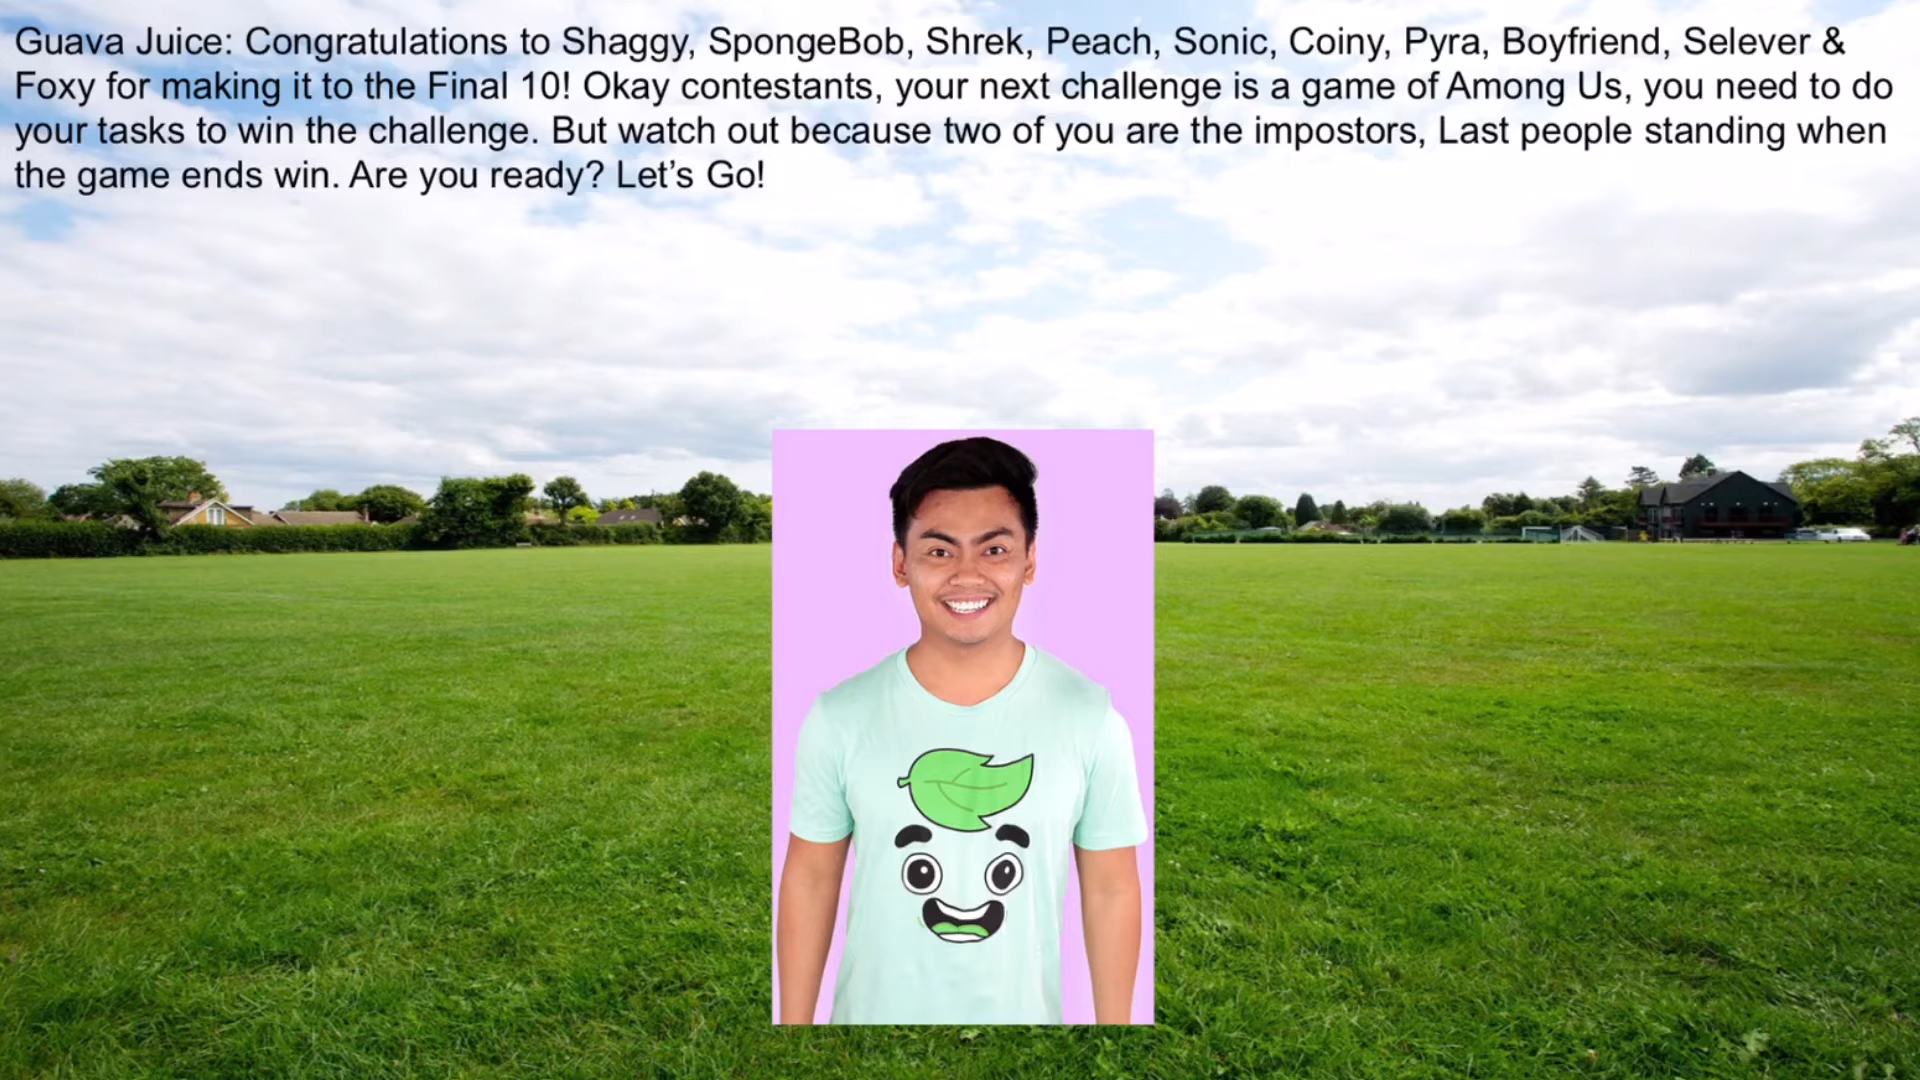 Guava Juice: Congratulations to Shaggy, SpongeBob, Shrek, Peach, Sonic, Coiny, Pyra, Boyfriend, Selever &
Foxy for making it to the Final 10! Okay contestants, your next challenge is a game of Among Us, you need to do
your tasks to win the challenge. But watch out because two of you are the impostors, Last people standing when
the game ends win. Are you ready? Let’s Go!